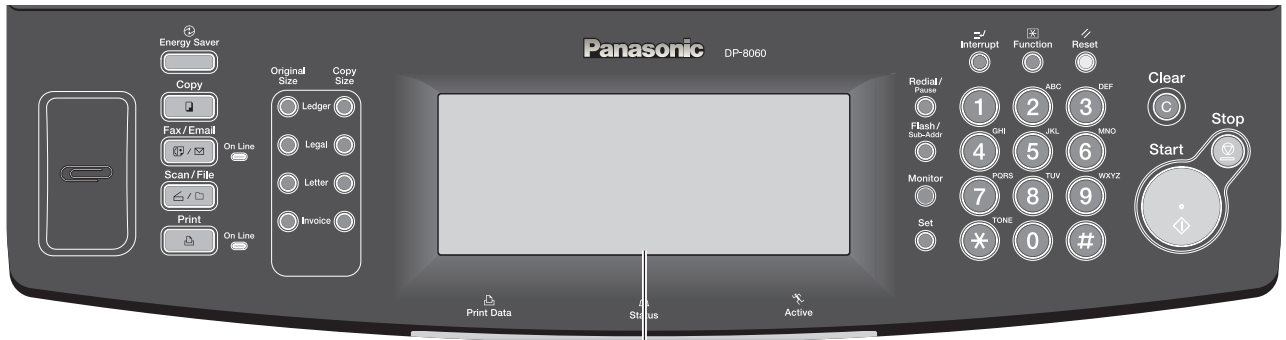 Energy Saver
Copy
Fax/Email
On Line
Scan/File
Print
On Line
Original Size
Copy Size
Ledger
Legal
Letter
Invoice
Panasonic DP-8060
Print Data
Status
Active
Interrupt
Function
Reset
Redial/
Pause
Flash/
Sub-Addr
Monitor
Set
1
2 ABC
3 DEF
4 GHI
5 JKL
6 MNO
7 PQRS
8 TUV
9 WXYZ
* TONE
0
#
Clear
C
Stop
Start